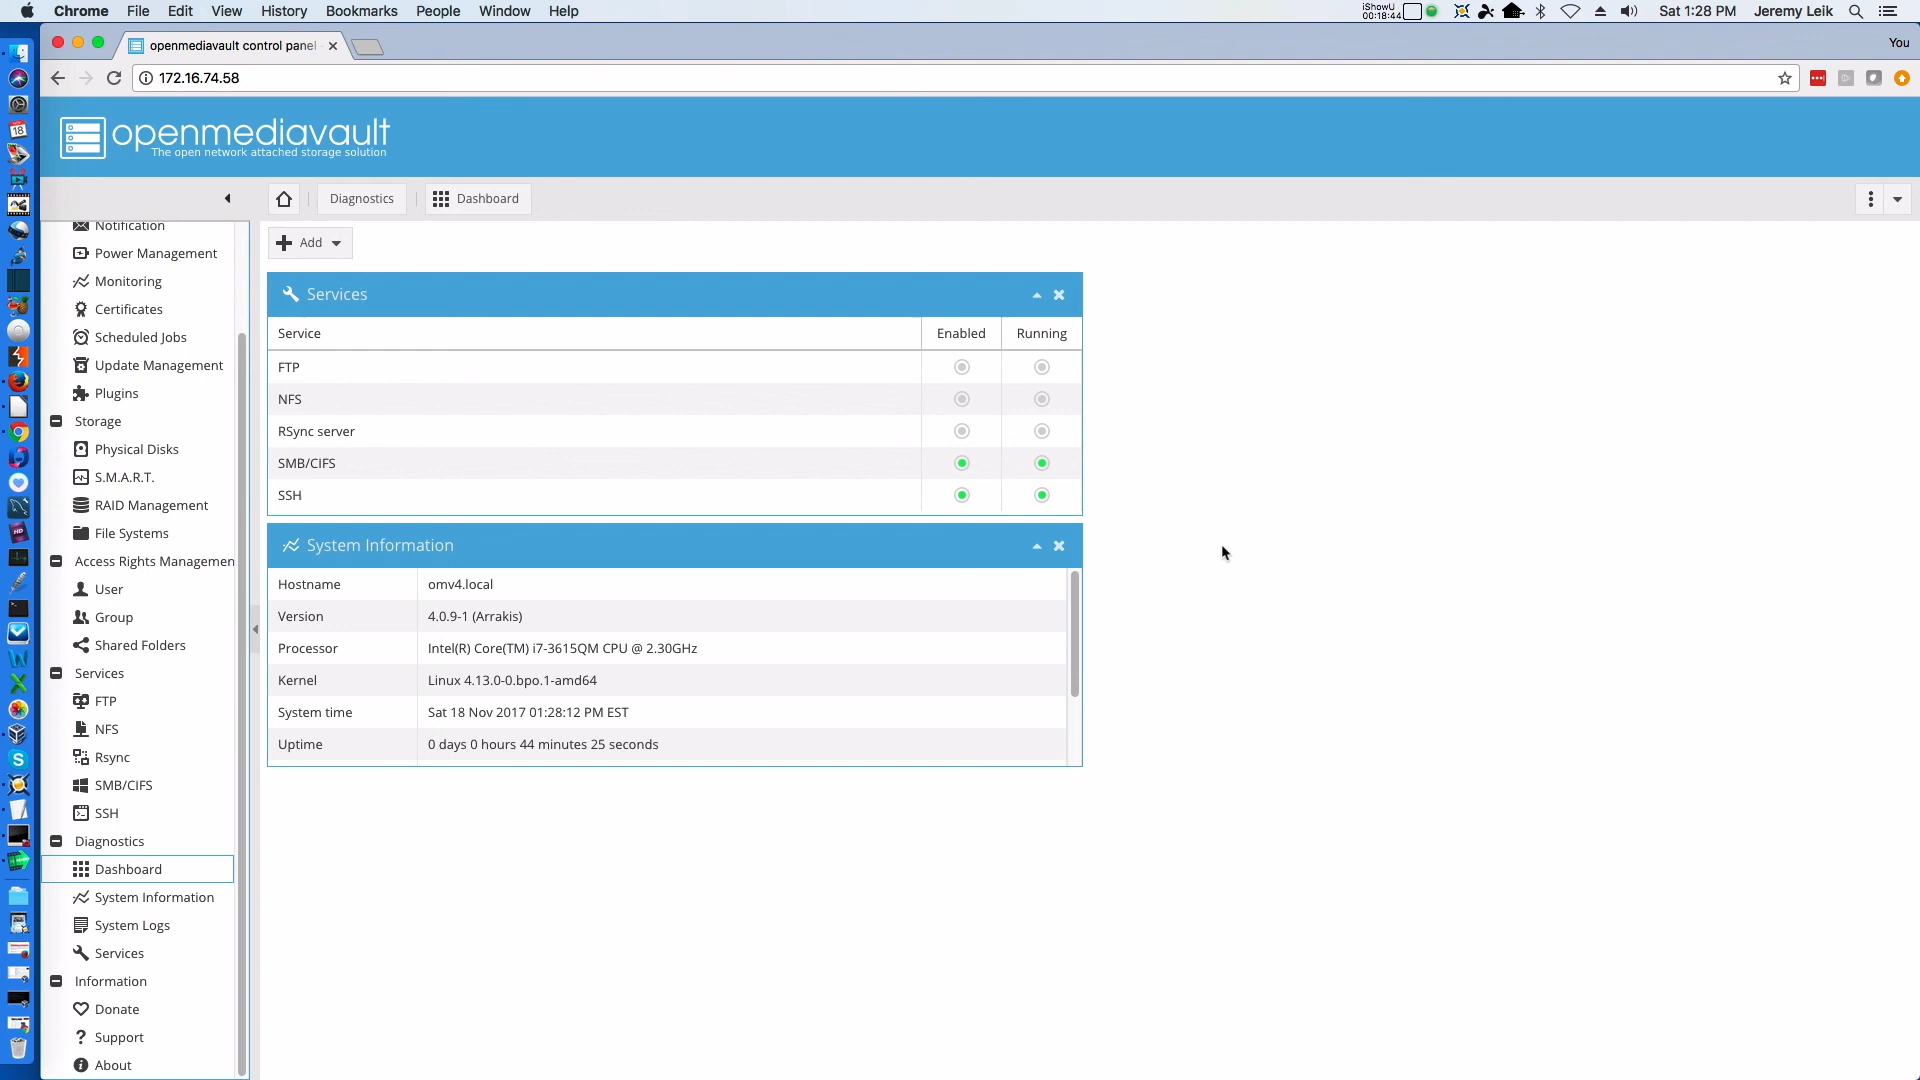 Chrome File Edit View History Bookmarks People Window Help
iShowU
00:18:44
Sat 1:28 PM Jeremy Leik
openmediavault control panel
You
172.16.74.58
openmediavault
The open network attached storage solution
Diagnostics
Dashboard
Add
Notification
Power Management
Monitoring
Certificates
Scheduled Jobs
Update Management
Plugins
Storage
Physical Disks
S.M.A.R.T.
RAID Management
File Systems
Access Rights Managemen
User
Group
Shared Folders
Services
FTP
NFS
Rsync
SMB/CIFS
SSH
Diagnostics
Dashboard
System Information
System Logs
Services
Information
Donate
Support
About
Services
Service Enabled Running
FTP
NFS
RSync server
SMB/CIFS
SSH
System Information
Hostname omv4.local
Version 4.0.9-1 (Arrakis)
Processor Intel(R) Core(TM) i7-3615QM CPU @ 2.30GHz
Kernel Linux 4.13.0-0.bpo.1-amd64
System time Sat 18 Nov 2017 01:28:12 PM EST
Uptime 0 days 0 hours 44 minutes 25 seconds